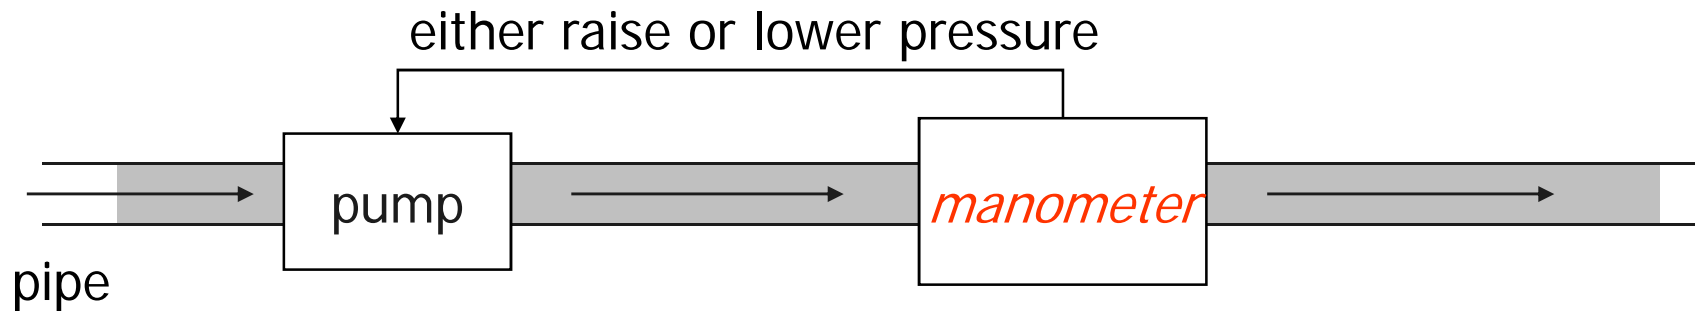 either raise or lower pressure
pump
manometer
pipe